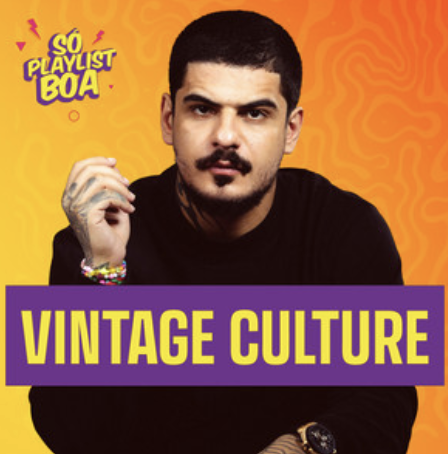 SÓ
PLAYLIST
BOA
VINTAGE CULTURE